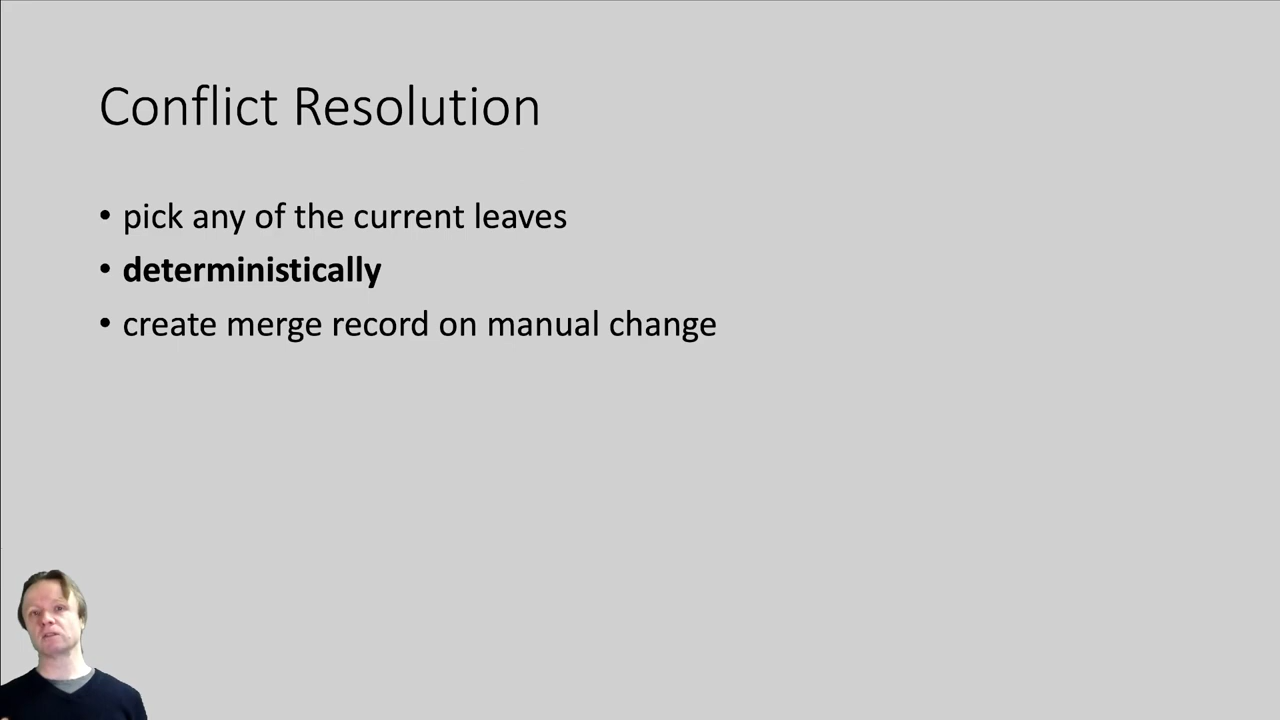 Conflict Resolution
• pick any of the current leaves
• deterministically
• create merge record on manual change